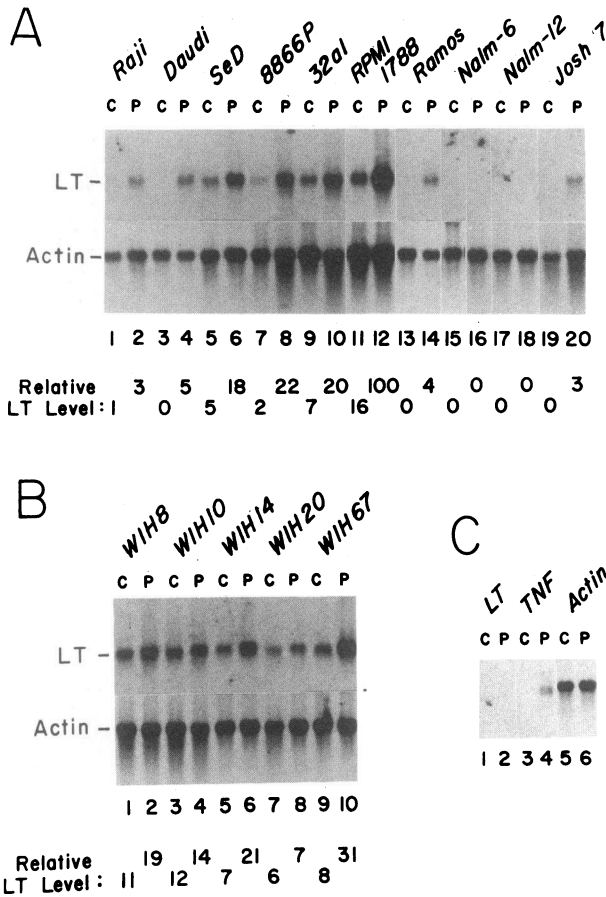 A
Raji Daudi SeD 8866P 32al RPMI 1788 Ramos Nalm-6 Nalm-12 Josh 7
C P C P C P C P C P C P C P C P C P C P
LT
Actin
1 2 3 4 5 6 7 8 9 10 11 12 13 14 15 16 17 18 19 20
Relative 3 5 18 22 20 100 4 0 0 3
LT Level: 1 0 5 2 7 16 0 0 0 0
B
WIH8 WIH10 WIH14 WIH20 WIH67
C P C P C P C P C P
LT
Actin
1 2 3 4 5 6 7 8 9 10
Relative 19 14 21 7 31
LT Level: 11 12 7 6 8
C
LT TNF Actin
C P C P C P
1 2 3 4 5 6